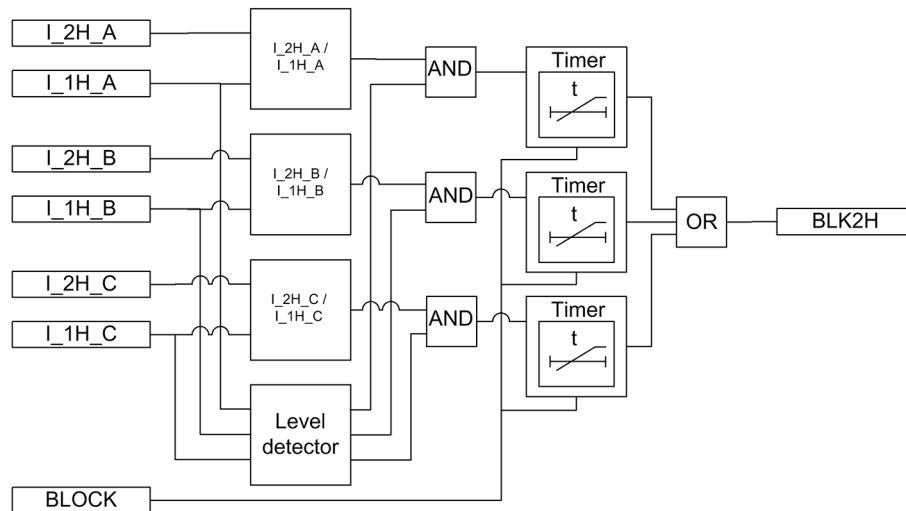 I_2H_A
I_1H_A
I_2H_A /
I_1H_A
AND
Timer
t
I_2H_B
I_1H_B
I_2H_B /
I_1H_B
AND
Timer
t
OR
BLK2H
I_2H_C
I_1H_C
I_2H_C /
I_1H_C
AND
Timer
t
Level
detector
BLOCK